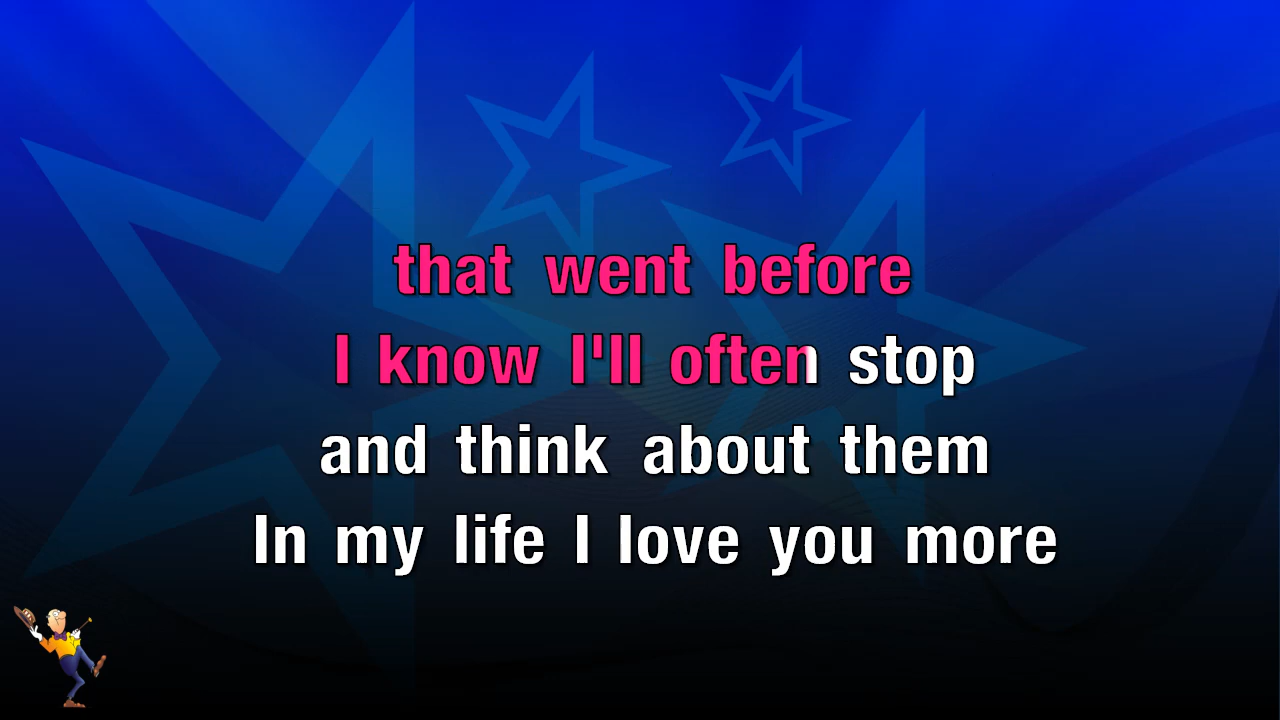 that went before
I know I'll often stop
and think about them
In my life I love you more